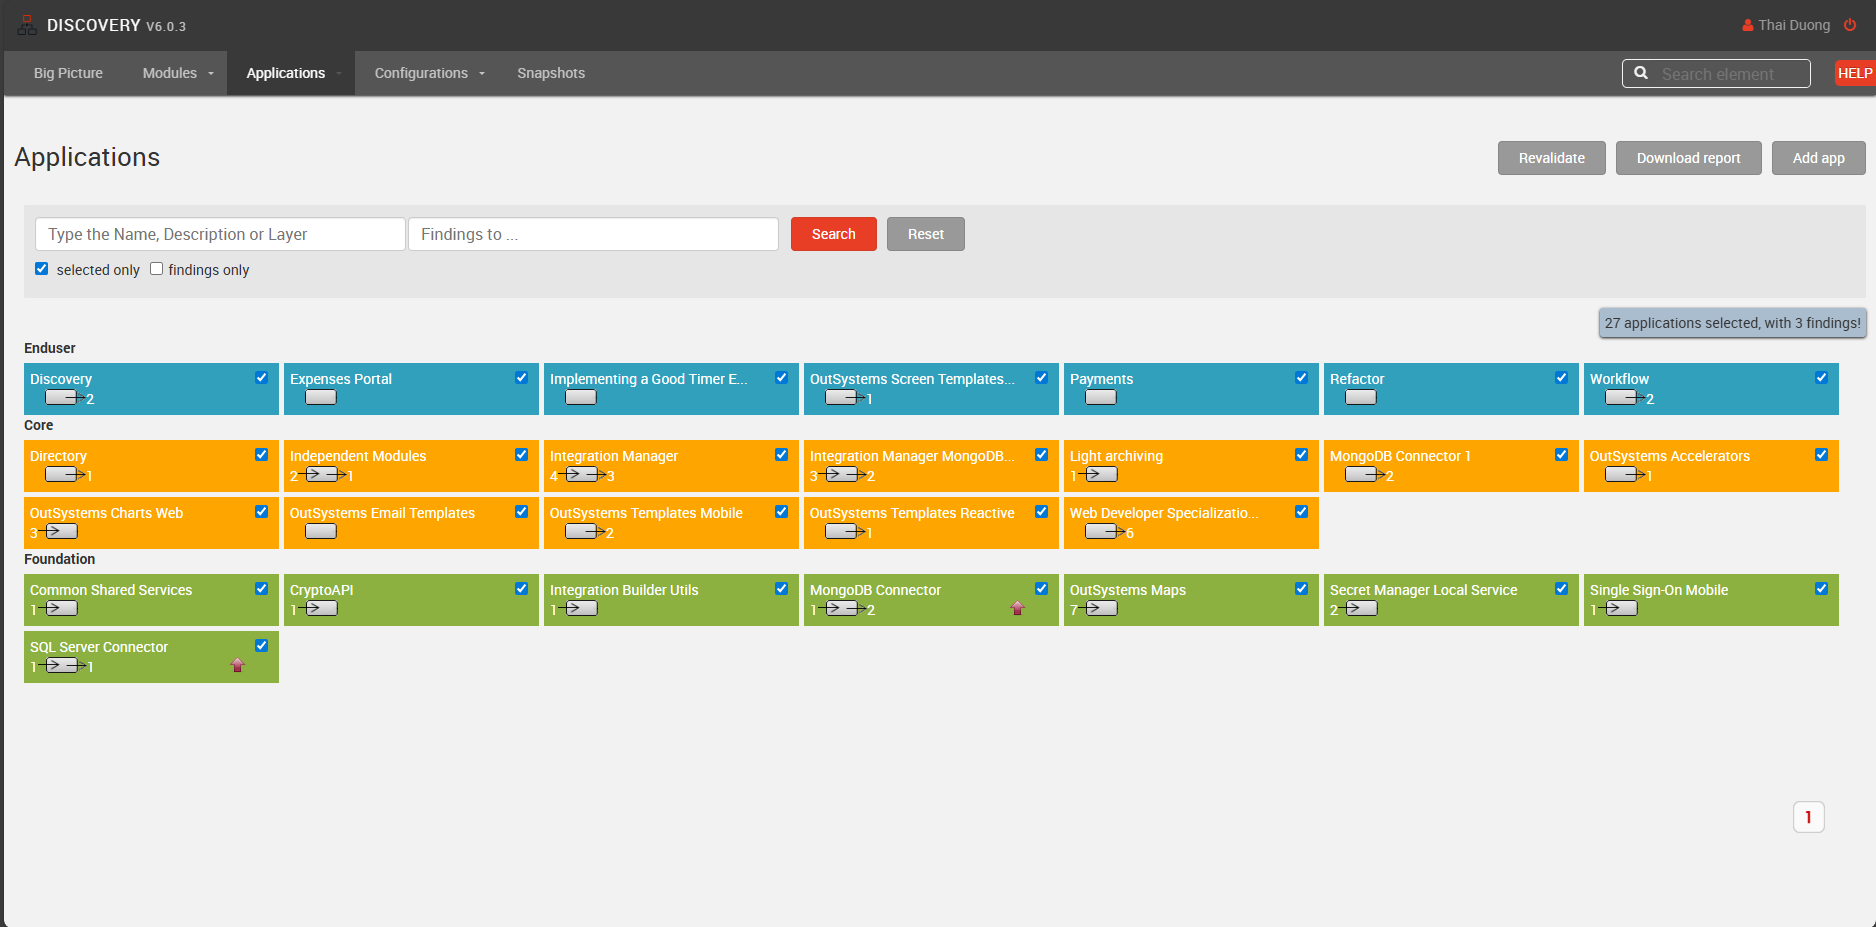 DISCOVERY V6.0.3
Thai Duong
Big Picture Modules Applications Configurations Snapshots
Search element
HELP
Applications
Revalidate Download report Add app
Type the Name, Description or Layer Findings to ... Search Reset
selected only findings only
27 applications selected, with 3 findings!
Enduser
Discovery Expenses Portal Implementing a Good Timer E... OutSystems Screen Templates... Payments Refactor Workflow
2 1 2
Core
Directory Independent Modules Integration Manager Integration Manager MongoDB... Light archiving MongoDB Connector 1 OutSystems Accelerators
1 2 1 4 3 3 2 1 2 1
OutSystems Charts Web OutSystems Email Templates OutSystems Templates Mobile OutSystems Templates Reactive Web Developer Specializatio...
3 2 1 6
Foundation
Common Shared Services CryptoAPI Integration Builder Utils MongoDB Connector OutSystems Maps Secret Manager Local Service Single Sign-On Mobile
1 1 1 1 2 7 2 1
SQL Server Connector
1 1
1